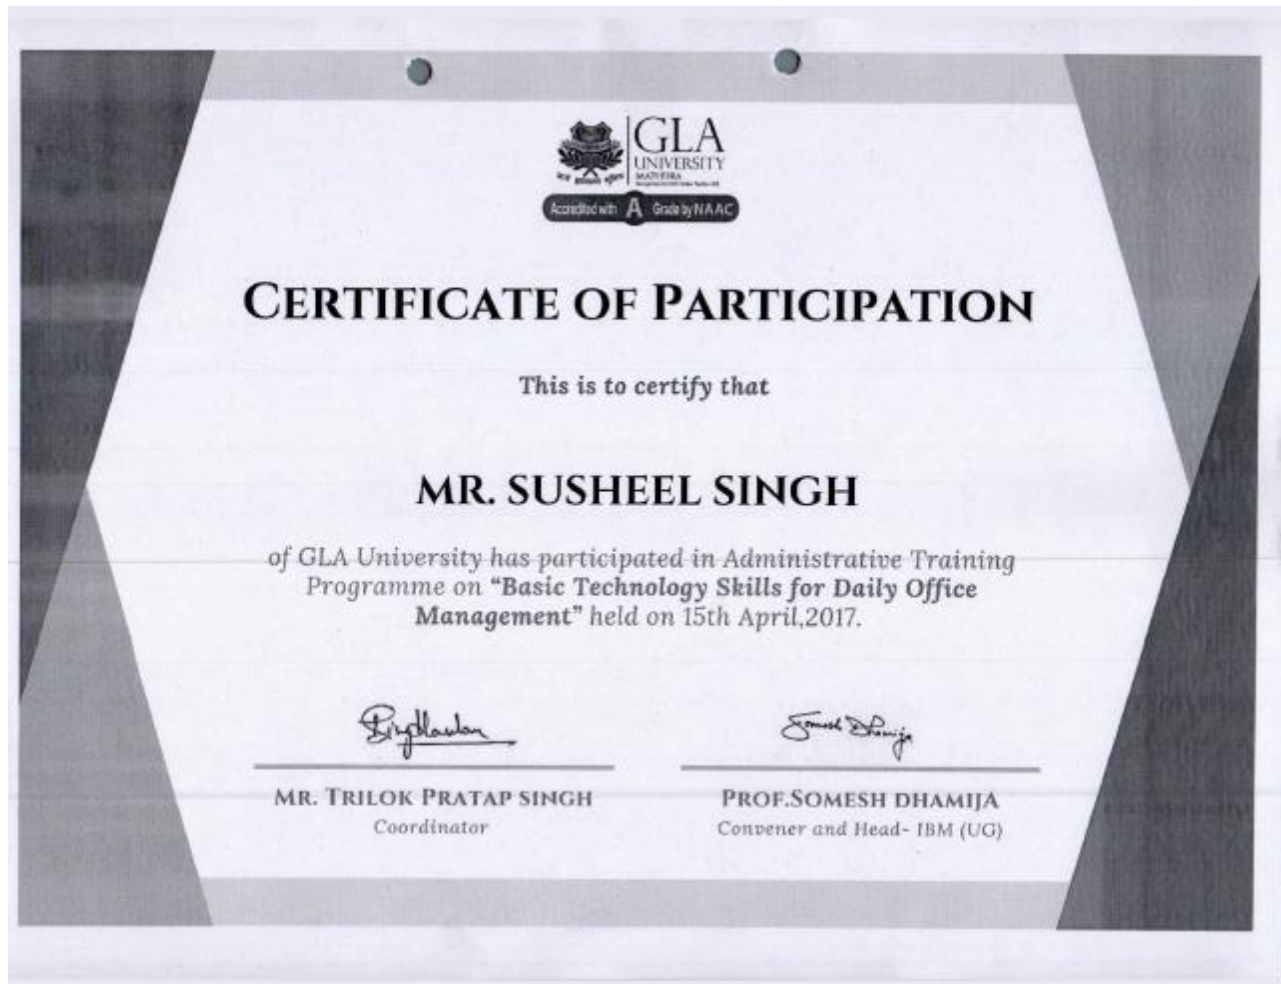 GLA
UNIVERSITY
MATHURA
Accredited with A Grade by NAAC
CERTIFICATE OF PARTICIPATION
This is to certify that
MR. SUSHEEL SINGH
of GLA University has participated in Administrative Training
Programme on “Basic Technology Skills for Daily Office
Management” held on 15th April,2017.
Somesh Dhamija
MR. TRILOK PRATAP SINGH
PROF.SOMESH DHAMIJA
Coordinator
Convener and Head- IBM (UG)